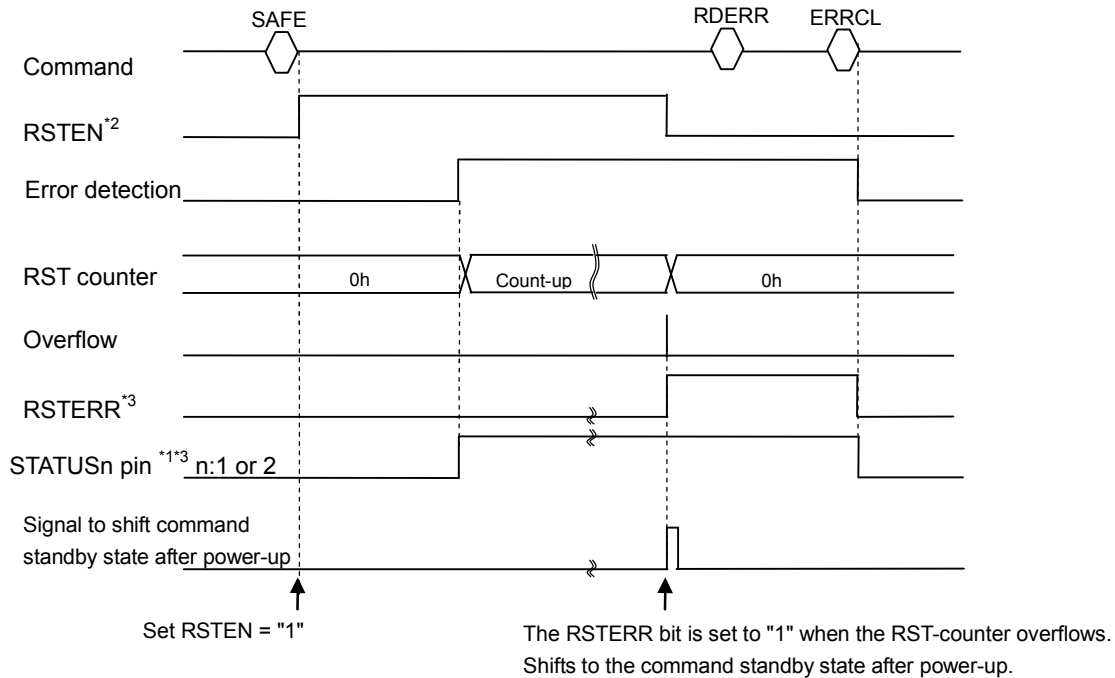 SAFE
RDERR
ERRCL
Command
RSTEN*2
Error detection
RST counter
0h
Count-up
0h
Overflow
RSTERR*3
STATUSn pin *1*3 n:1 or 2
Signal to shift command
standby state after power-up
Set RSTEN = "1"
The RSTERR bit is set to "1" when the RST-counter overflows.
Shifts to the command standby state after power-up.